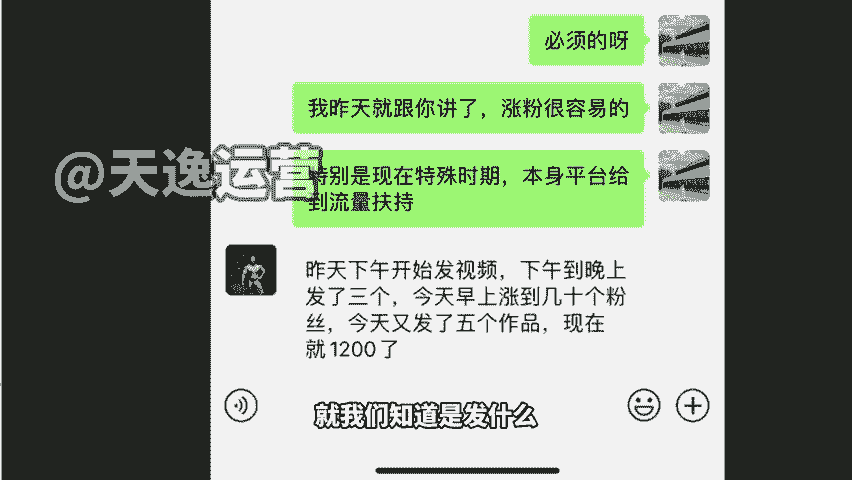 必须的呀
我昨天就跟你讲了，涨粉很容易的
@天逸运营
特别是现在特殊时期，本身平台给
到流量扶持
昨天下午开始发视频，下午到晚上
发了三个，今天早上涨到几十个粉
丝，今天又发了五个作品，现在
就1200了
就我们知道是发什么